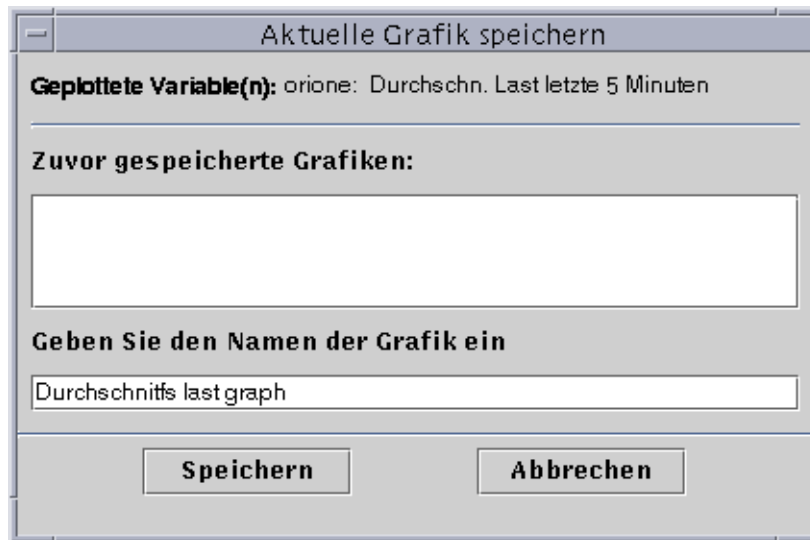 Aktuelle Grafik speichern
Geplottete Variable(n): orione: Durchschn. Last letzte 5 Minuten
Zuvor gespeicherte Grafiken:
Geben Sie den Namen der Grafik ein
Durchschnitfs last graph
Speichern Abbrechen